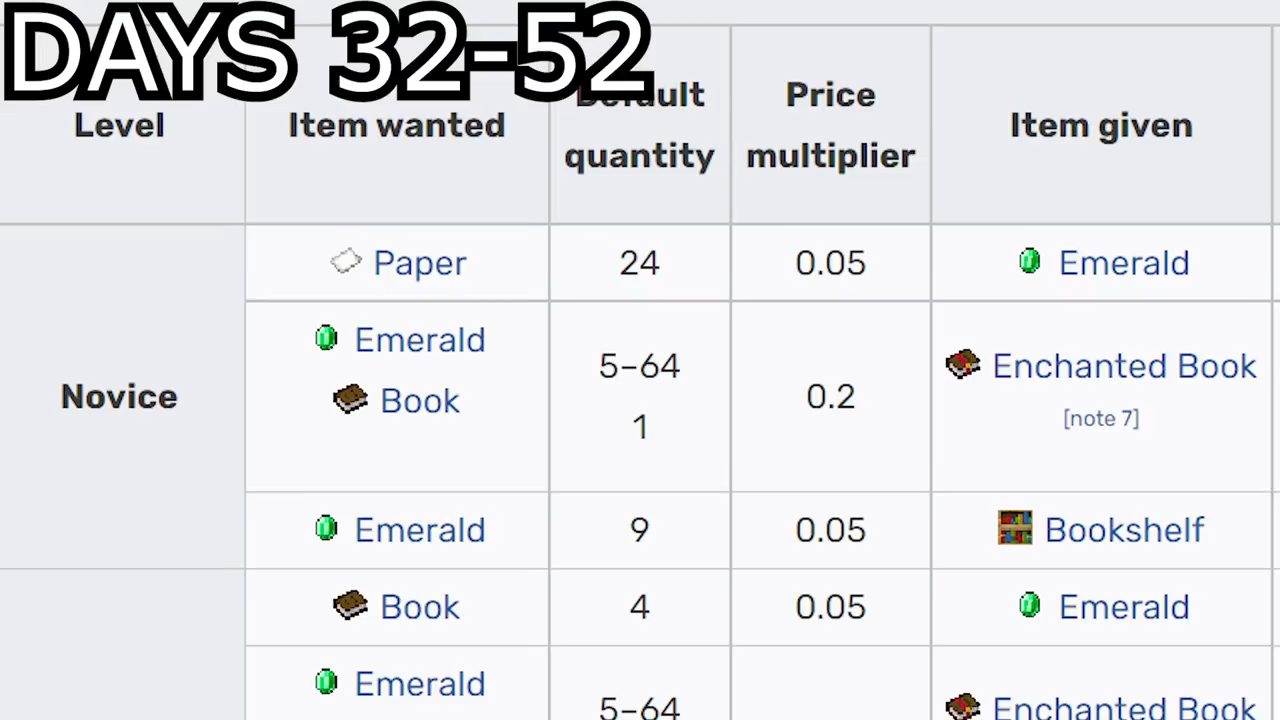 DAYS 32-52
Level
Item wanted
Default quantity
Price multiplier
Item given
Novice
Paper
24
0.05
Emerald
Emerald
Book
5–64
1
0.2
Enchanted Book
[note 7]
Emerald
9
0.05
Bookshelf
Book
4
0.05
Emerald
Emerald
5–64
Enchanted Book